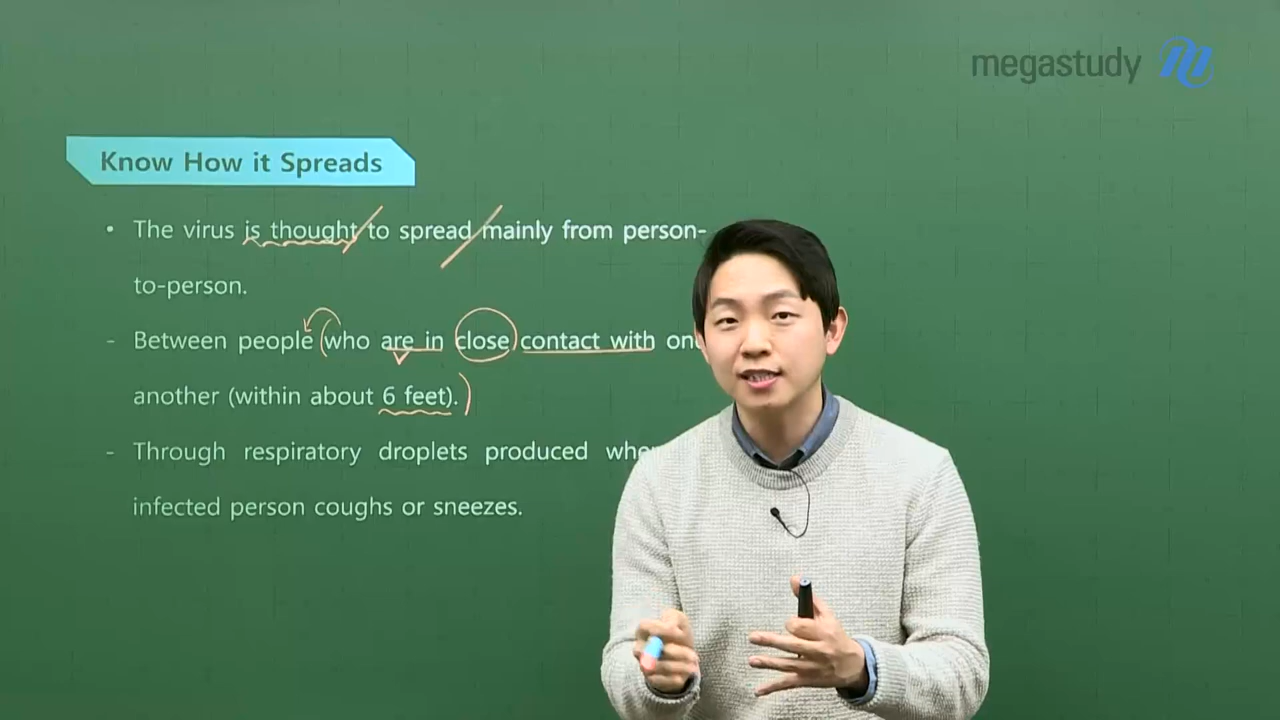 megastudy
Know How it Spreads
• The virus is thought to spread mainly from person-
to-person.
- Between people who are in close contact with
another (within about 6 feet).
- Through respiratory droplets produced
infected person coughs or sneezes.